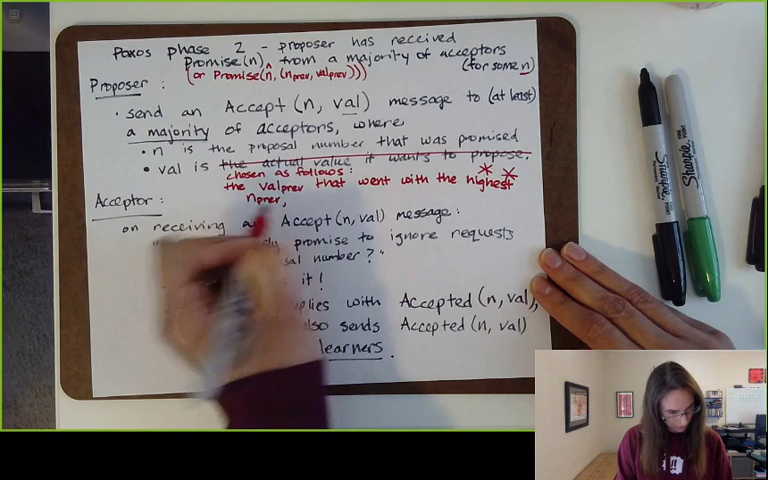 Paxos phase 2 - proposer has received
Promise(n) ^ from a majority of acceptors
(or Promise(n, (nprev, valprev))) (for some n)
Proposer :
• send an Accept (n, val) message to (at least)
a majority of acceptors, where
• n is the proposal number that was promised
• val is the actual value it wants to propose.
chosen as follows : * *
the valprev that went with the highest
nprev,
Acceptor :
on receiving an Accept (n, val) message :
promise to ignore requests
number? "
it!
with Accepted (n, val),
sends Accepted (n, val)
learners .
Sharpie